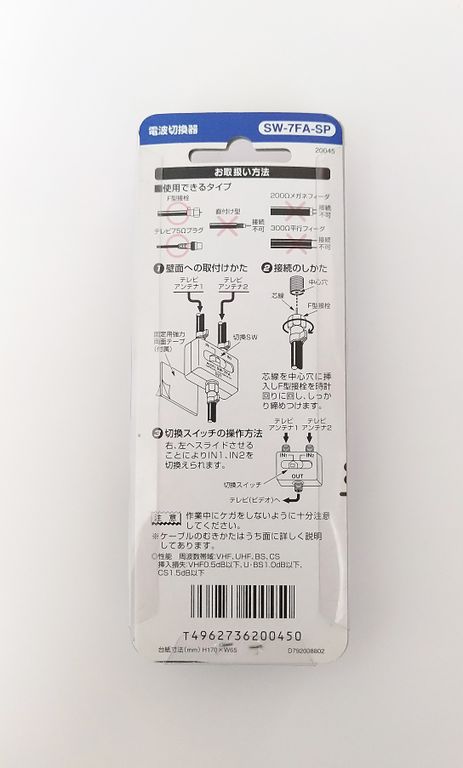 電波切換器
SW-7FA-SP
20045
お取扱い方法
■使用できるタイプ
F型接栓
直付け型
接続
不可
200Ωメガネフィーダ
接続
不可
テレビ75Ωプラグ
300Ω平行フィーダ
接続
不可
❶壁面への取付けかた
テレビ
アンテナ1
テレビ
アンテナ2
切換SW
固定用強力
両面テープ
(付属)
❷接続のしかた
中心穴
芯線
F型接栓
芯線を中心穴に挿
入しF型接栓を時計
回りに回し、しっか
り締めつけます。
❸切換スイッチの操作方法
右、左へスライドさせる
ことによりIN1、IN2を
切換えられます。
テレビ
アンテナ1
テレビ
アンテナ2
IN1
IN2
OUT
切換スイッチ
テレビ(ビデオ)へ
注意
作業中にケガをしないように十分注意
してください。
※ケーブルのむきかたはうち面に詳しく説明
してあります。
◎性能 周波数帯域:VHF、UHF、BS、CS
挿入損失:VHF0.5dB以下、U・BS1.0dB以下、
CS1.5dB以下
T4962736200450
台紙寸法(mm) H170×W65
D792008B02